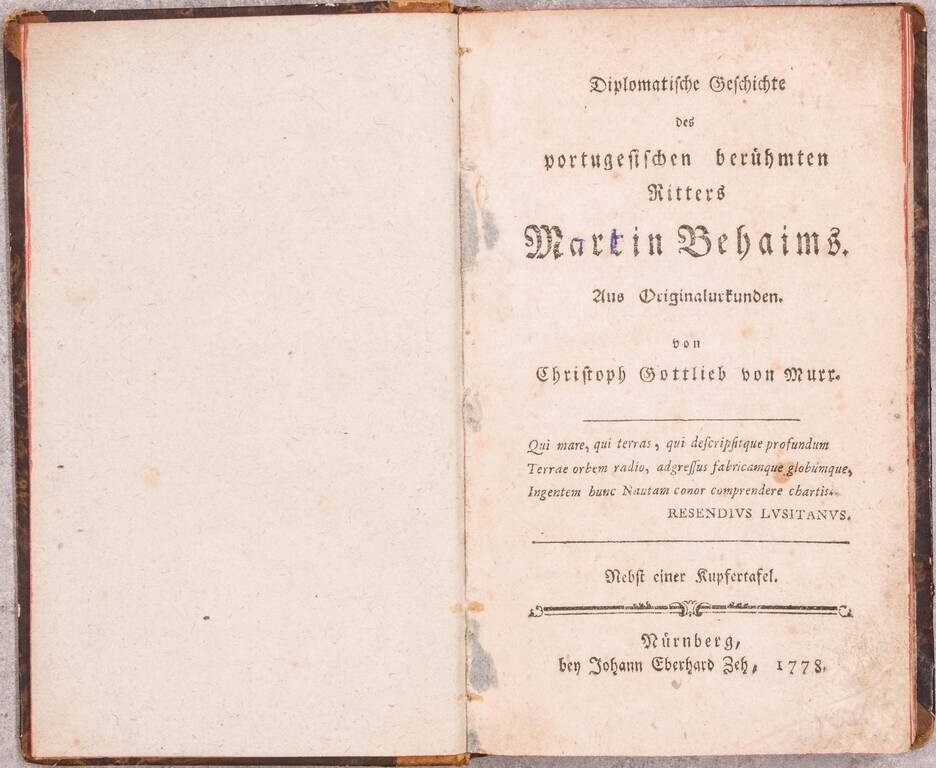 Diplomatische Geschichte
des
portugesischen berühmten
Ritters
Martin Behaims.
Aus Originalurkunden.
von
Christoph Gottlieb von Murr.
Qui mare, qui terras, qui descripsitque profundum
Terrae orbem radio, adgressus fabricamque globumque,
Ingentem hunc Nautam conor comprendere chartis.
RESENDIVS LVSITANVS.
Nebst einer Kupfertafel.
Nürnberg,
bey Johann Eberhard Zeh, 1778.